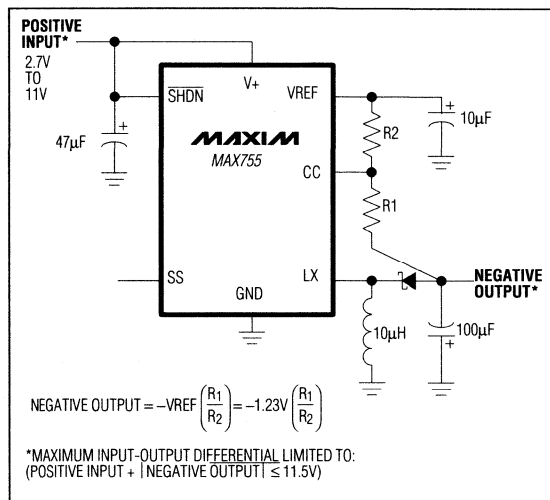 POSITIVE
INPUT*
2.7V
TO
11V
V+
SHDN
VREF
10µF
R2
47µF
MAXIM
MAX755
CC
R1
SS
LX
NEGATIVE
OUTPUT*
GND
10µH
100µF
NEGATIVE OUTPUT = –VREF (R1/R2) = –1.23V (R1/R2)
*MAXIMUM INPUT-OUTPUT DIFFERENTIAL LIMITED TO:
(POSITIVE INPUT + | NEGATIVE OUTPUT | ≤ 11.5V)